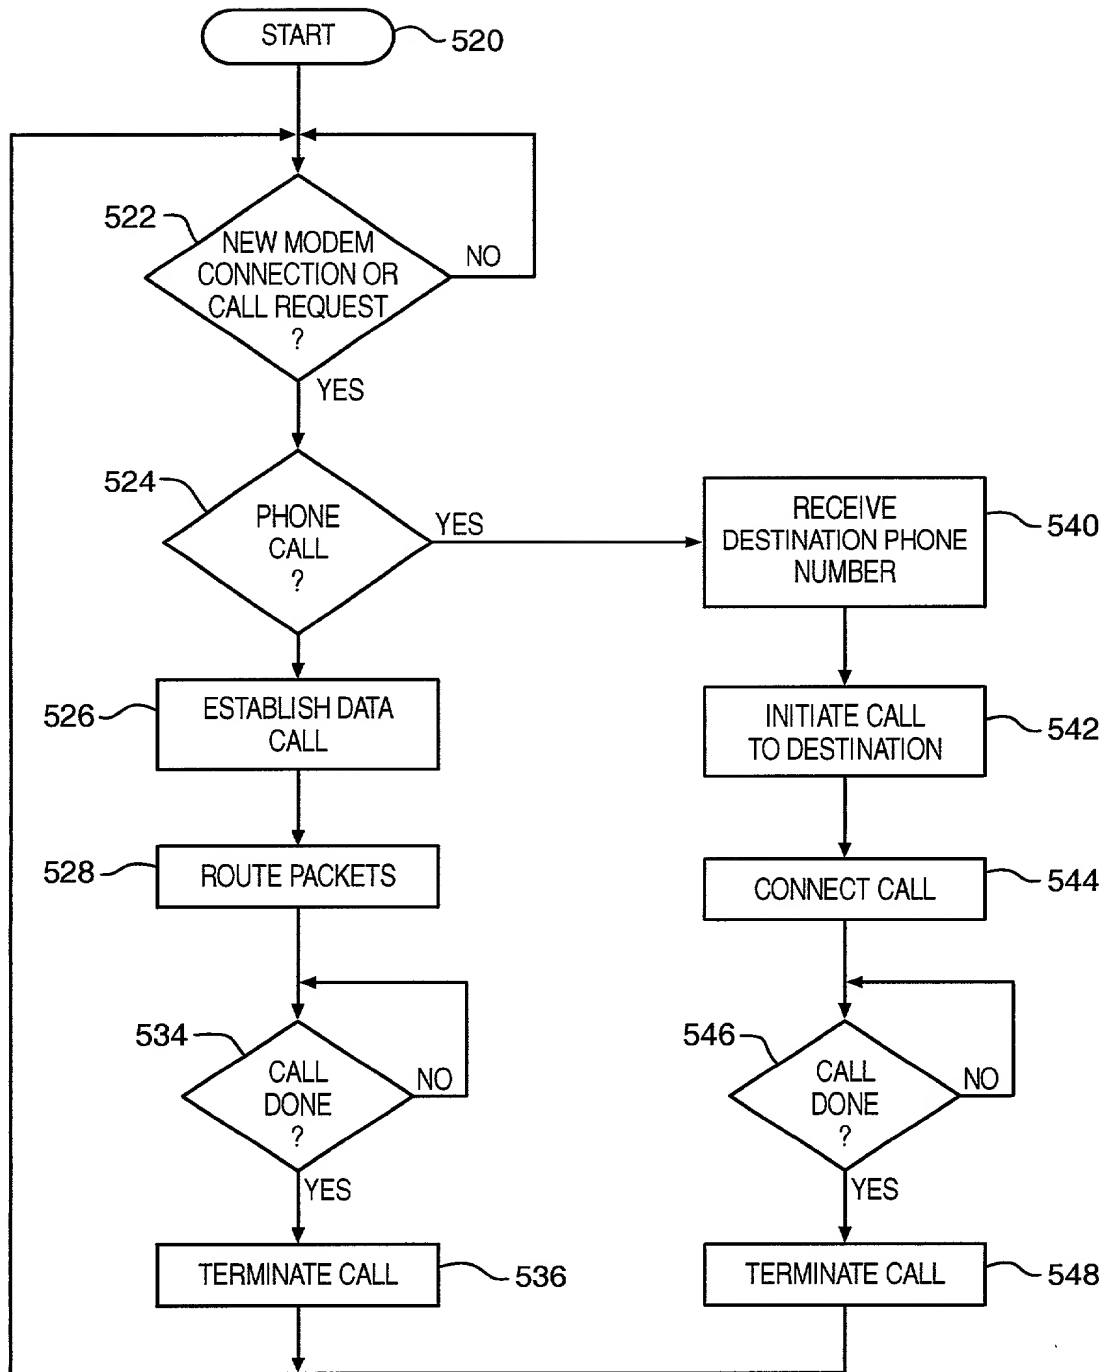 START
520
522
NEW MODEM
CONNECTION OR
CALL REQUEST
?
NO
YES
524
PHONE
CALL
?
YES
RECEIVE
DESTINATION PHONE
NUMBER
540
526
ESTABLISH DATA
CALL
INITIATE CALL
TO DESTINATION
542
528
ROUTE PACKETS
CONNECT CALL
544
534
CALL
DONE
?
NO
YES
546
CALL
DONE
?
NO
YES
TERMINATE CALL
536
TERMINATE CALL
548